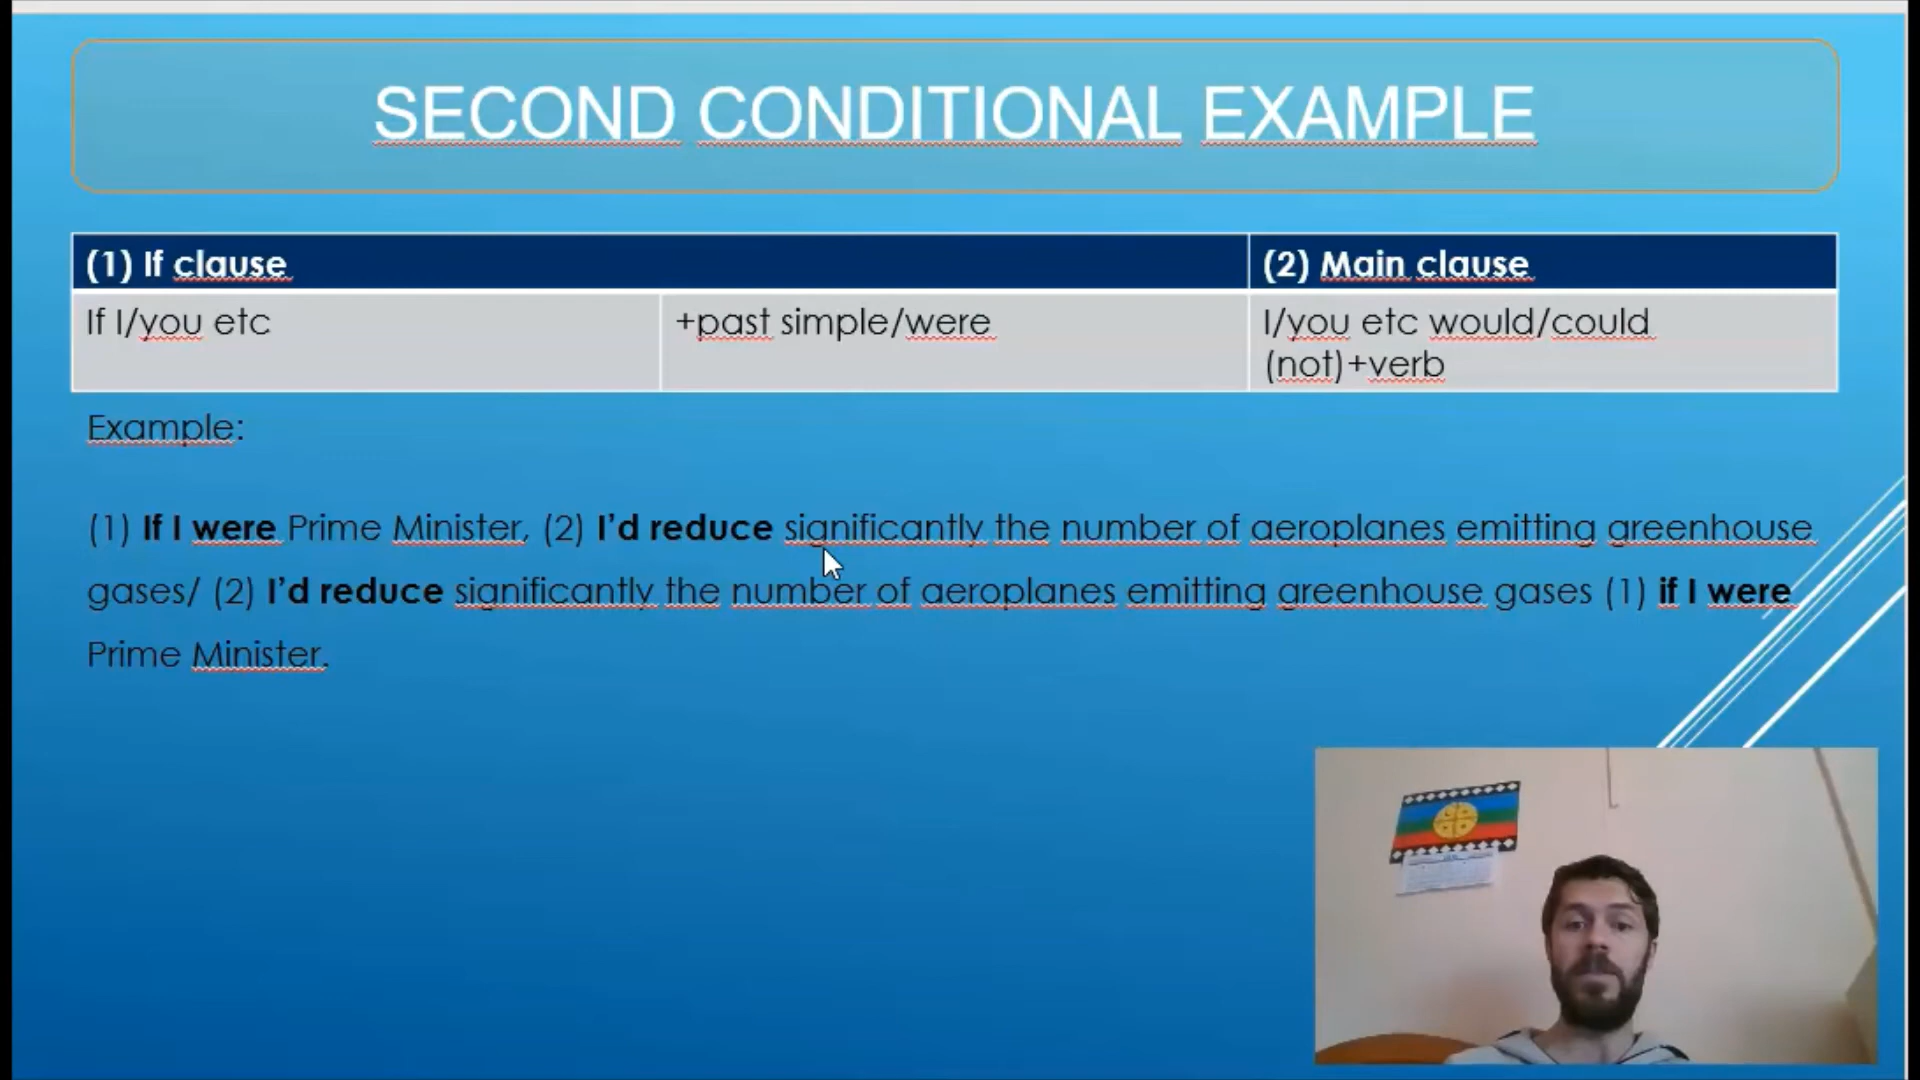 SECOND CONDITIONAL EXAMPLE
(1) If clause (2) Main clause
If I/you etc +past simple/were I/you etc would/could
(not)+verb
Example:
(1) If I were Prime Minister, (2) I’d reduce significantly the number of aeroplanes emitting greenhouse
gases/ (2) I’d reduce significantly the number of aeroplanes emitting greenhouse gases (1) if I were
Prime Minister.